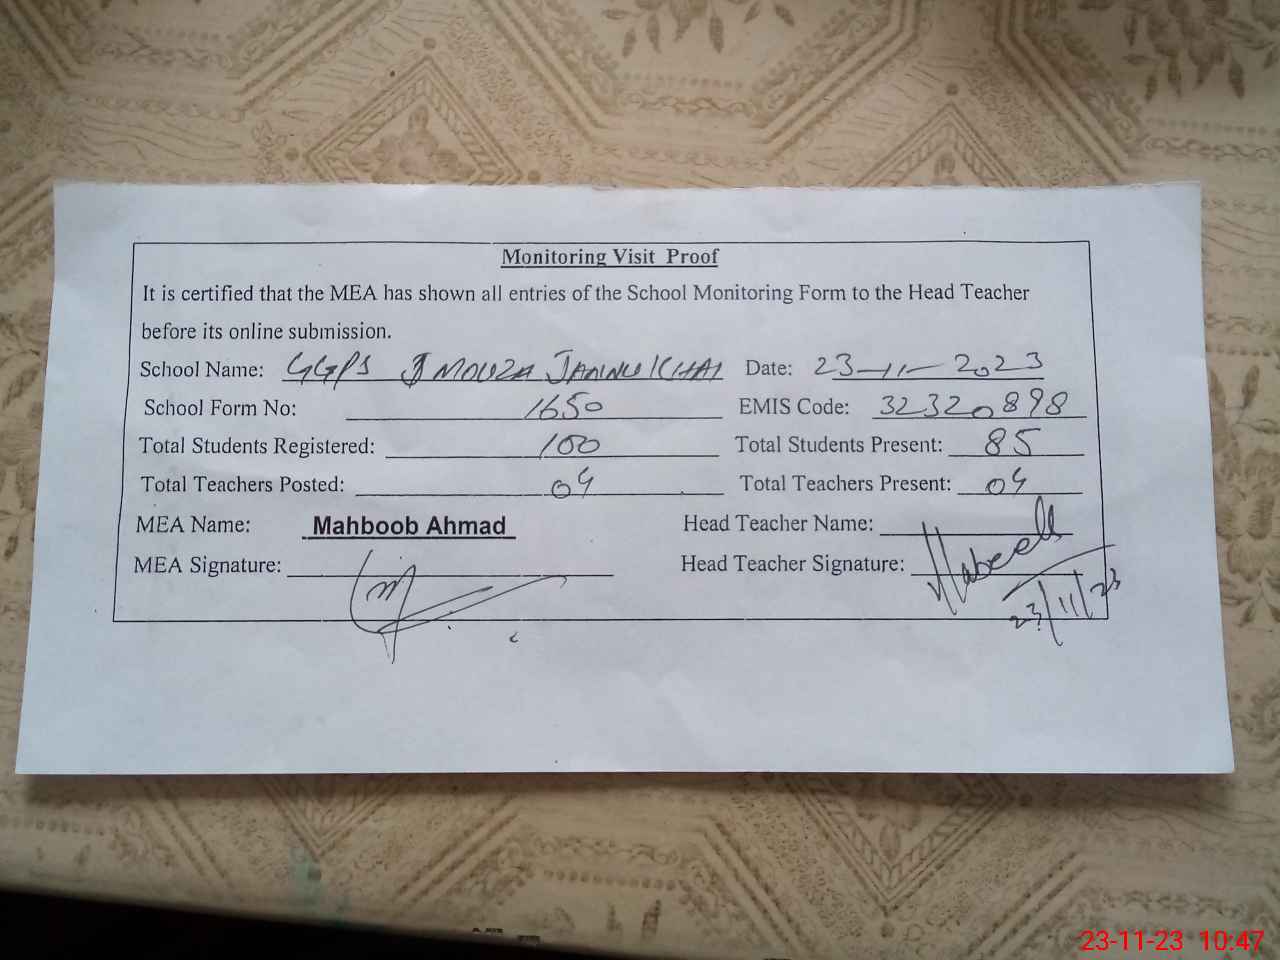 Monitoring Visit Proof
It is certified that the MEA has shown all entries of the School Monitoring Form to the Head Teacher
before its online submission.
School Name: GGPS MOUZA JANNU KHAI Date: 23-11-2023
School Form No: 1650 EMIS Code: 32320898
Total Students Registered: 100 Total Students Present: 85
Total Teachers Posted: 04 Total Teachers Present: 04
MEA Name: Mahboob Ahmad Head Teacher Name:
MEA Signature: Head Teacher Signature:
23/11/23
23-11-23 10:47